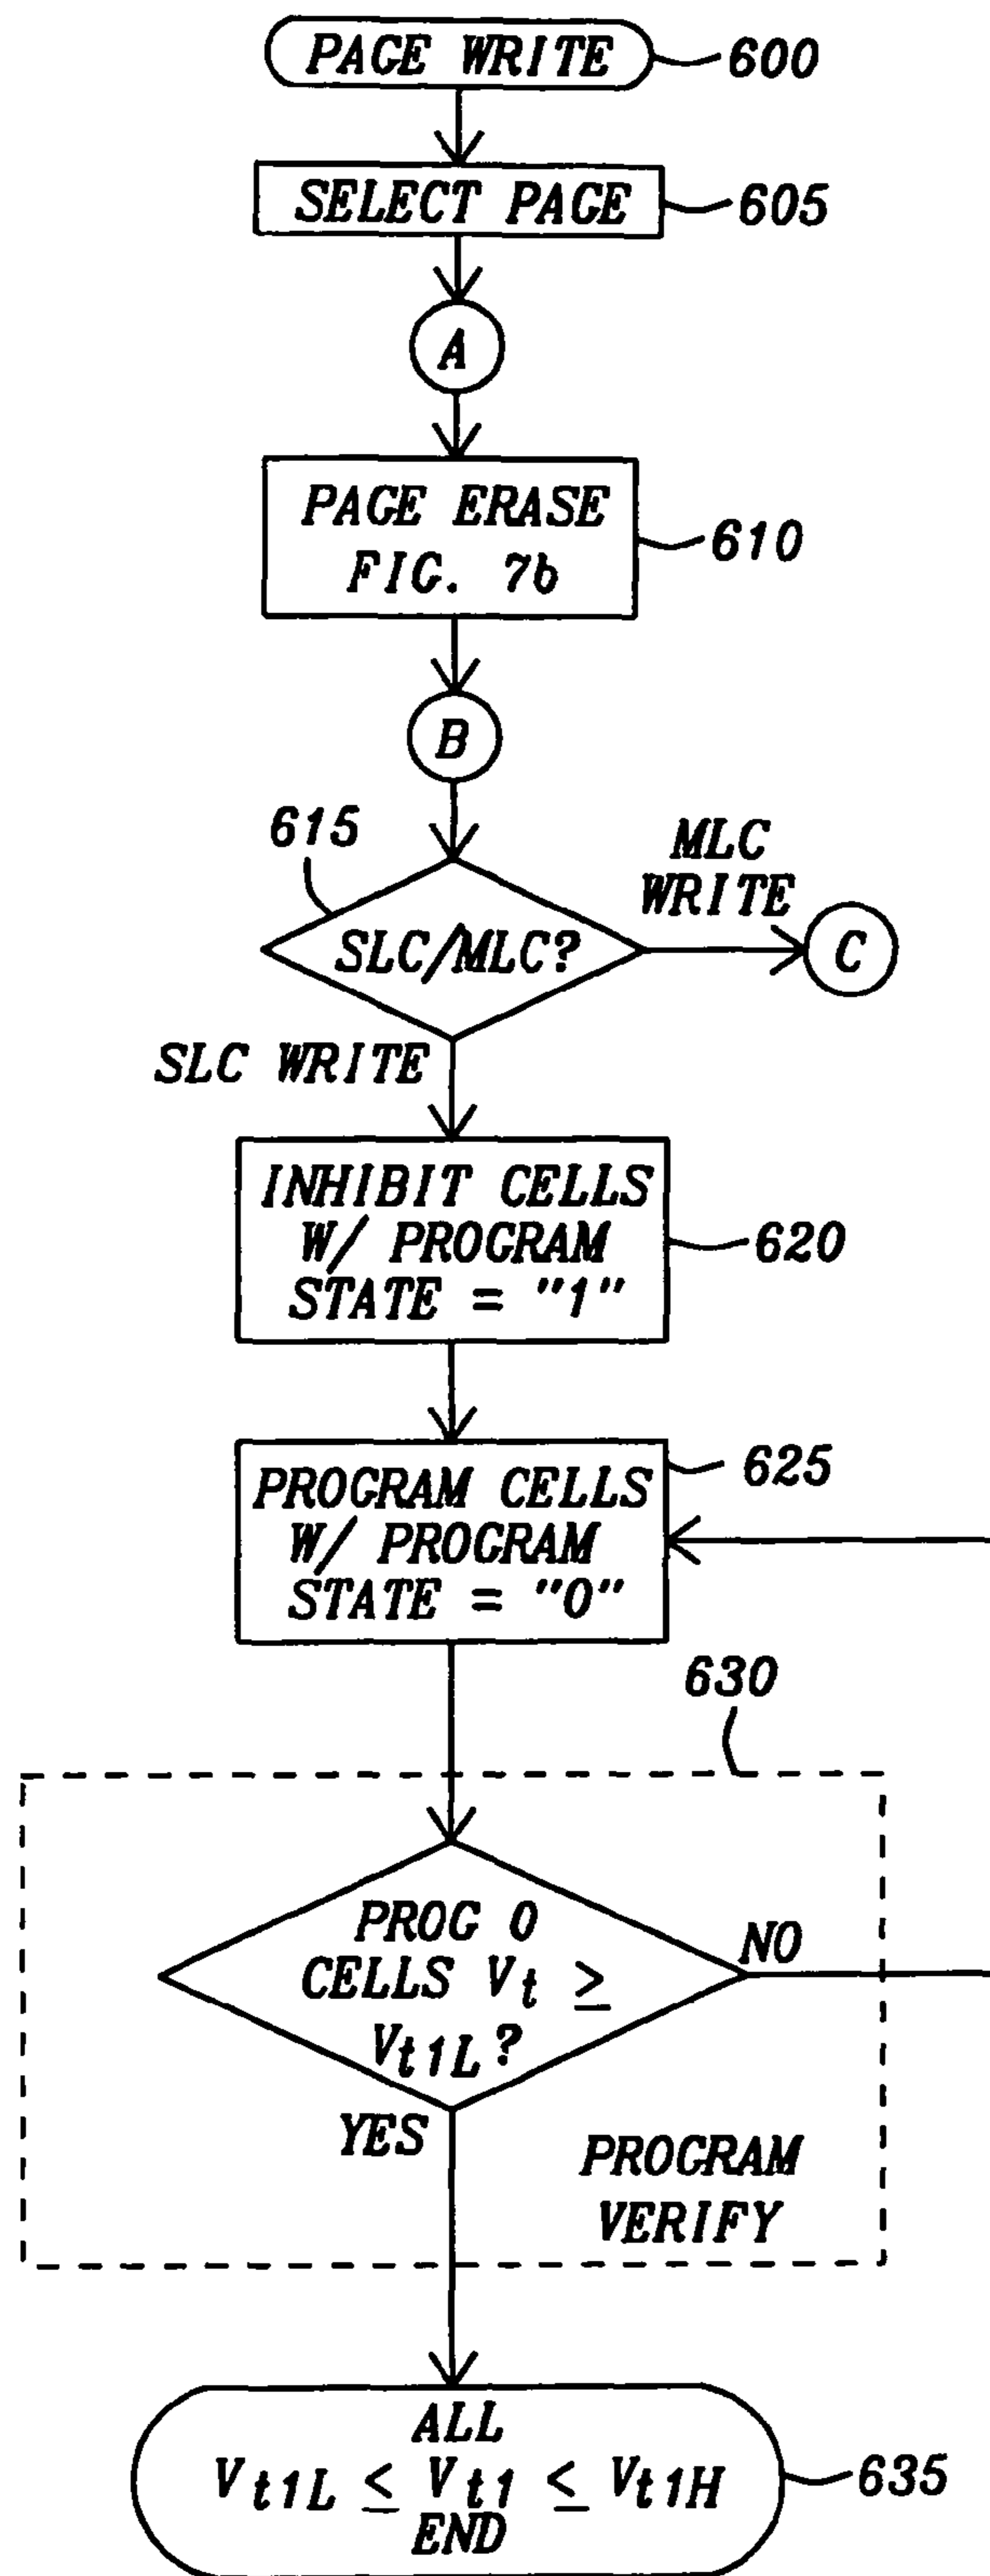 PAGE WRITE
600
SELECT PAGE
605
A
PAGE ERASE
FIG. 7b
610
B
615
SLC/MLC?
MLC
WRITE
C
SLC WRITE
INHIBIT CELLS
W/ PROGRAM
STATE = "1"
620
PROGRAM CELLS
W/ PROGRAM
STATE = "0"
625
630
PROG 0
CELLS Vt ≥
Vt1L?
NO
YES
PROGRAM
VERIFY
ALL
Vt1L ≤ Vt1 ≤ Vt1H
END
635